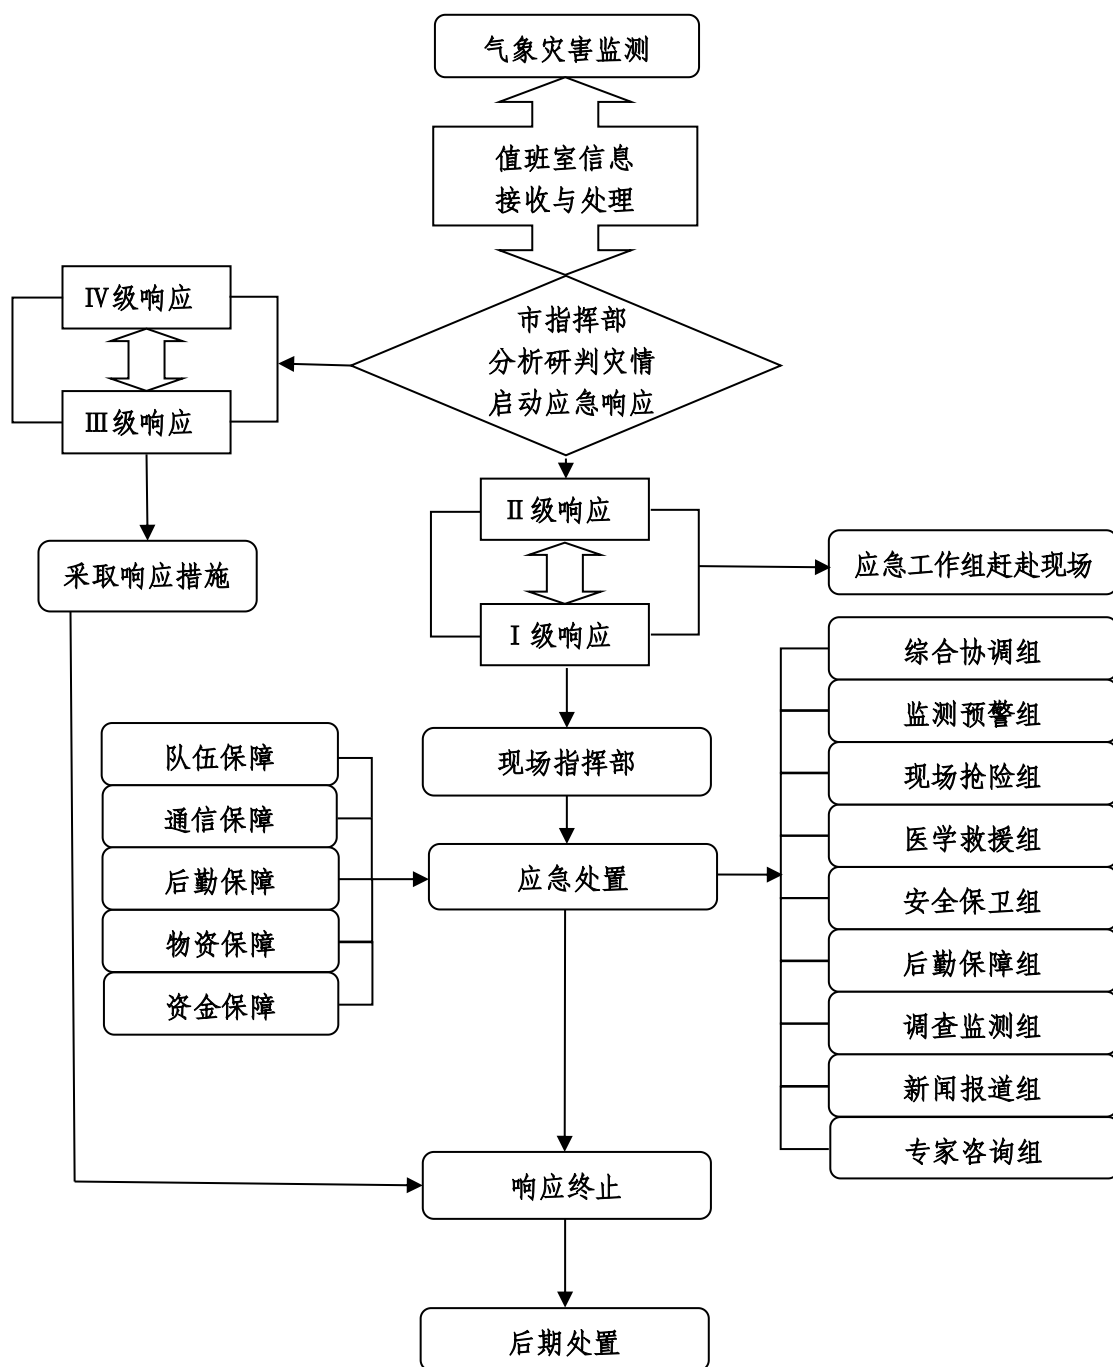 气象灾害监测
值班室信息
接收与处理
市指挥部
分析研判灾情
启动应急响应
Ⅳ级响应
Ⅲ级响应
采取响应措施
Ⅱ级响应
Ⅰ级响应
应急工作组赶赴现场
现场指挥部
应急处置
队伍保障
通信保障
后勤保障
物资保障
资金保障
综合协调组
监测预警组
现场抢险组
医学救援组
安全保卫组
后勤保障组
调查监测组
新闻报道组
专家咨询组
响应终止
后期处置